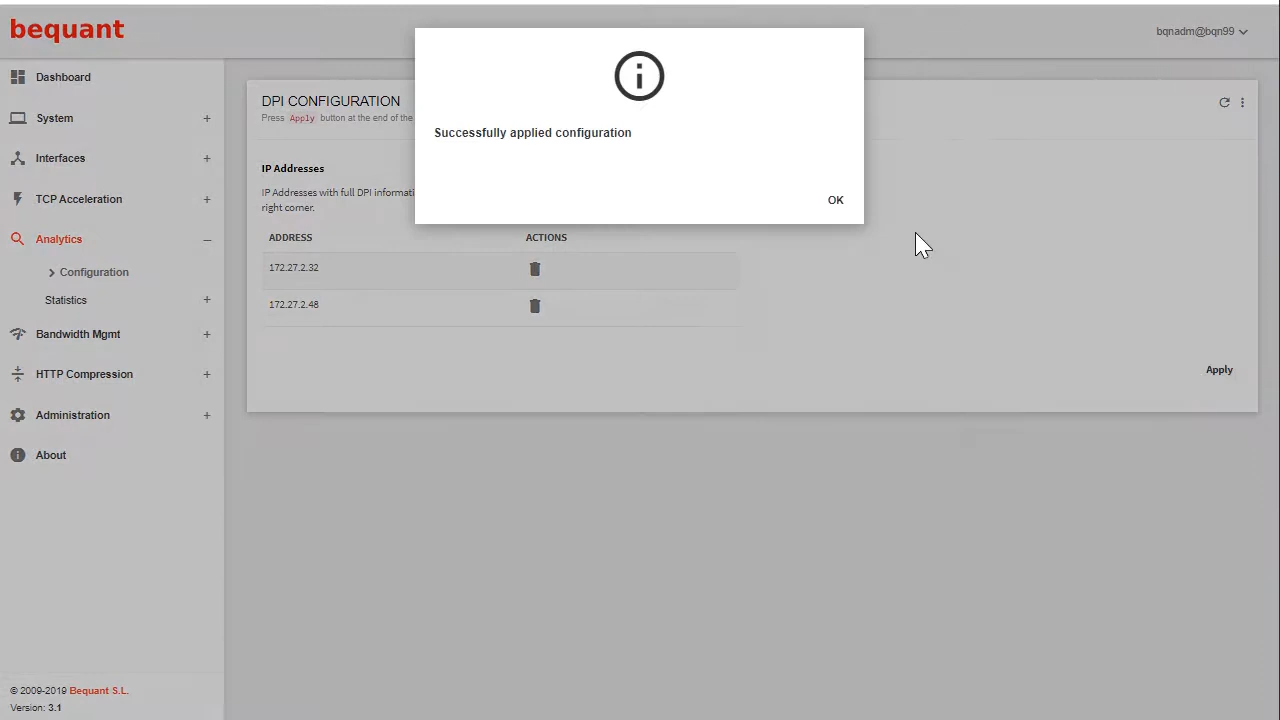 bequant
bqnadm@bqn99
Dashboard
System
Interfaces
TCP Acceleration
Analytics
Configuration
Statistics
Bandwidth Mgmt
HTTP Compression
Administration
About
© 2009-2019 Bequant S.L.
Version: 3.1
DPI CONFIGURATION
Press Apply button at the end of the
IP Addresses
IP Addresses with full DPI informati
right corner.
ADDRESS ACTIONS
172.27.2.32
172.27.2.48
Apply
Successfully applied configuration
OK